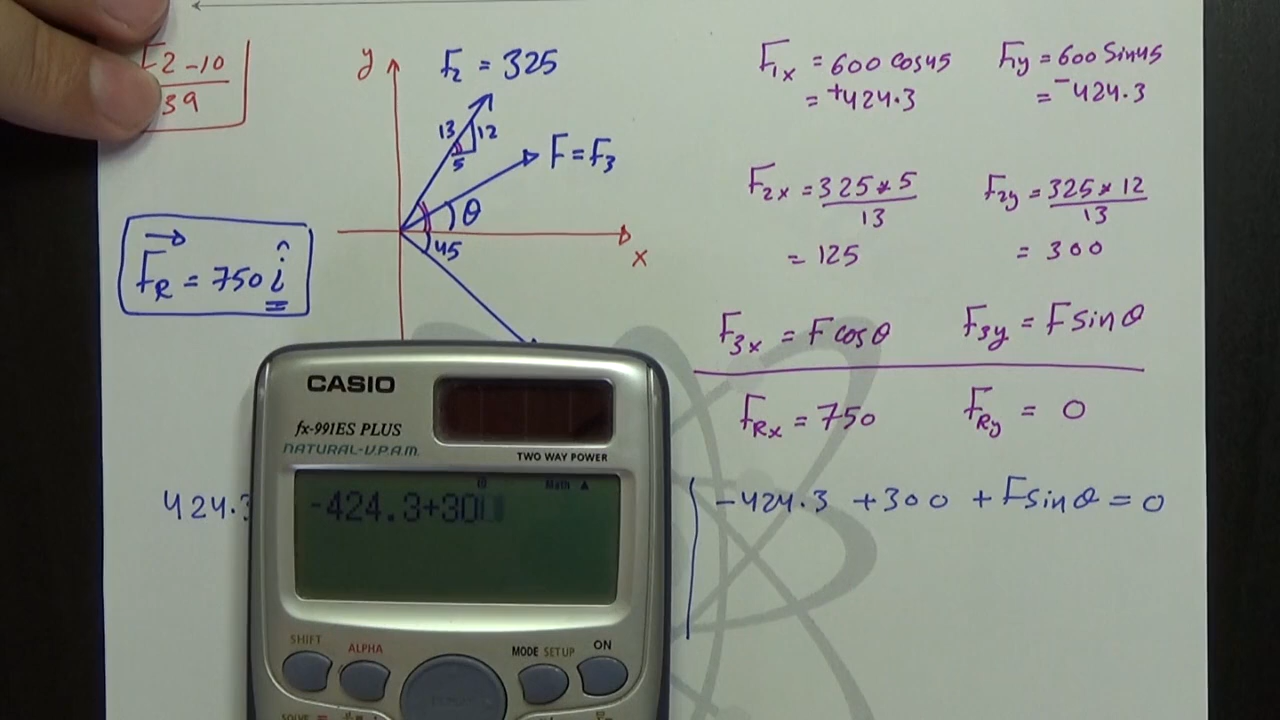 F2-10
39
y
F2 = 325
13
12
5
F = F3
θ
45
x
FR = 750 î
F1x = 600 cos45
= +424.3
F1y = 600 Sin45
= -424.3
F2x = 325*5
13
= 125
F2y = 325*12
13
= 300
F3x = F cosθ
F3y = F sinθ
FRx = 750
FRy = 0
424.3
-424.3 + 300 + Fsinθ = 0
CASIO
fx-991ES PLUS
NATURAL-V.P.A.M.
TWO WAY POWER
Math ▲
-424.3+300
SHIFT
ALPHA
MODE SETUP
ON